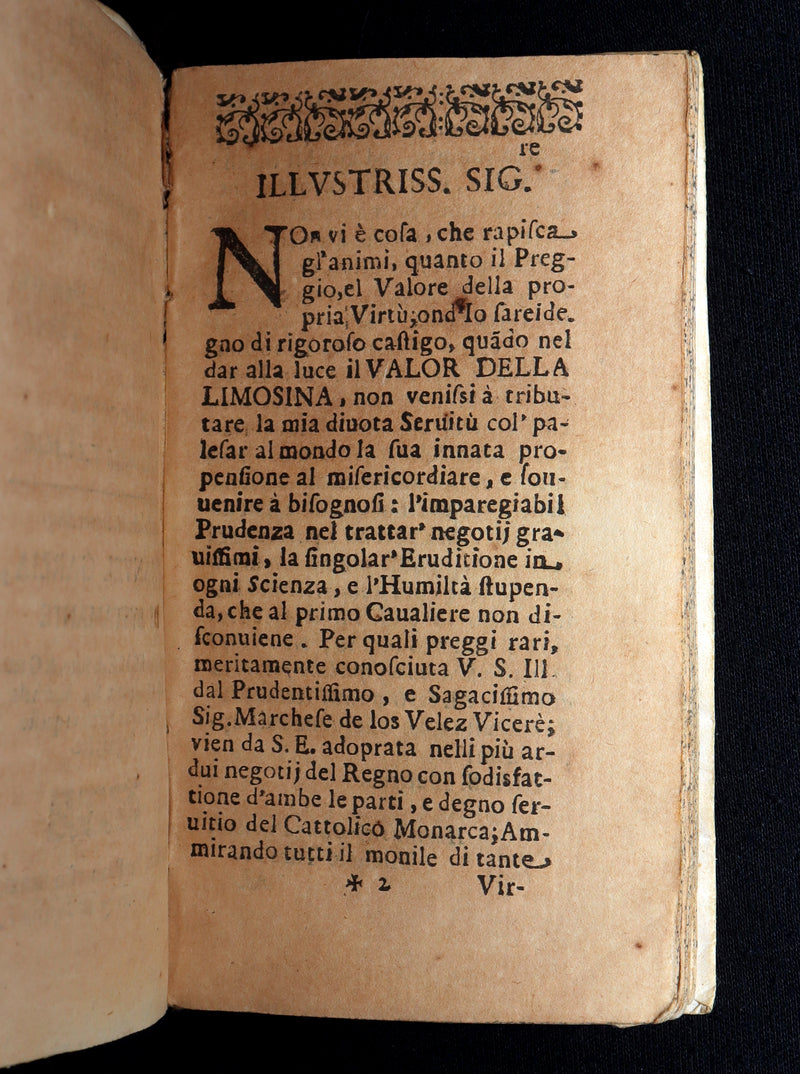 ILLVSTRISS. SIG.re
NOn vi è coſa, che rapiſca
gl'animi, quanto il Preg-
gio, el Valore della pro-
pria Virtù; ond' Io ſarei de-
gno di rigoroſo caſtigo, quãdo nel
dar alla luce il VALOR DELLA
LIMOSINA, non veniſsi à tribu-
tare la mia diuota Seruitù col' pa-
leſar al mondo la ſua innata pro-
penſione al miſericordiare, e ſou-
uenire à biſognoſi: l'imparegiabil
Prudenza nel trattar' negotij gra-
uiſſimi, la ſingolar' Eruditione in
ogni Scienza, e l'Humiltà ſtupen-
da, che al primo Caualiere non di-
ſconuiene. Per quali preggi rari,
meritamente conoſciuta V. S. Ill.
dal Prudentiſſimo, e Sagaciſſimo
Sig. Marcheſe de los Velez Vicerè;
vien da S. E. adoprata nelli più ar-
dui negotij del Regno con ſodisfat-
tione d'ambe le parti, e degno ſer-
uitio del Cattolicò Monarca; Am-
mirando tutti il monile di tante
✠ 2 Vir-